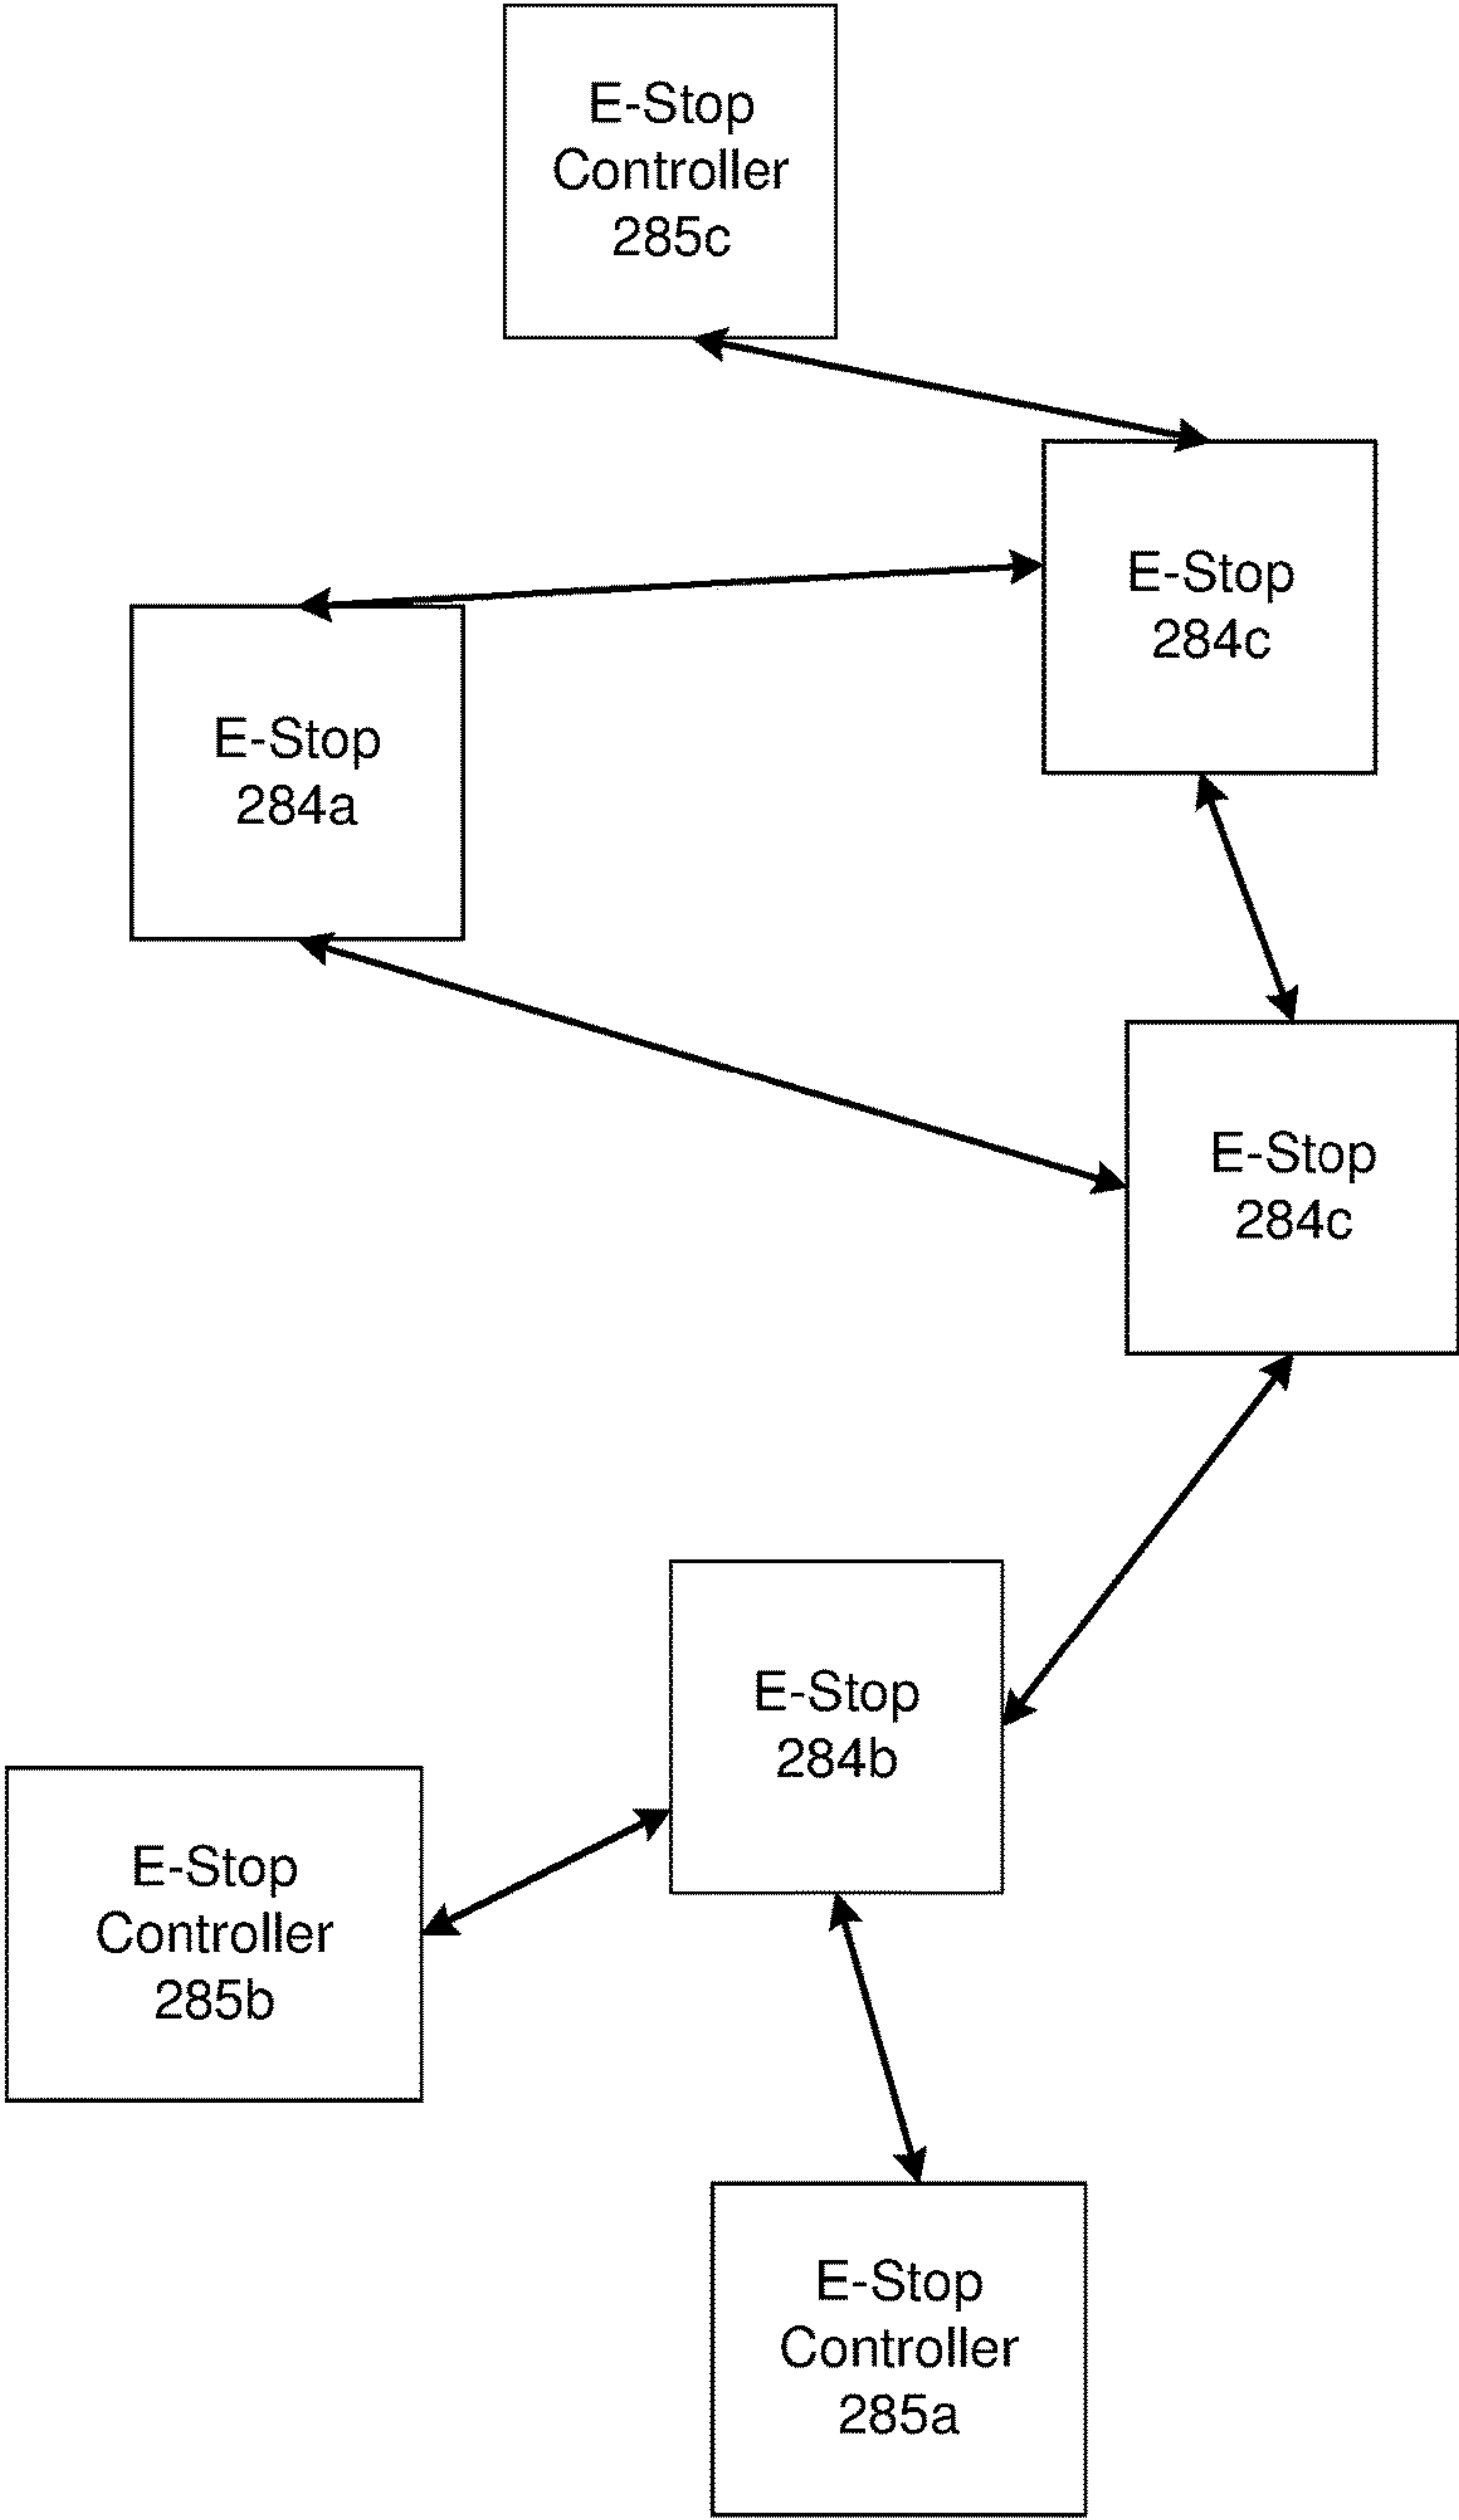 E-Stop
Controller
285c
E-Stop
284c
E-Stop
284a
E-Stop
284c
E-Stop
284b
E-Stop
Controller
285b
E-Stop
Controller
285a